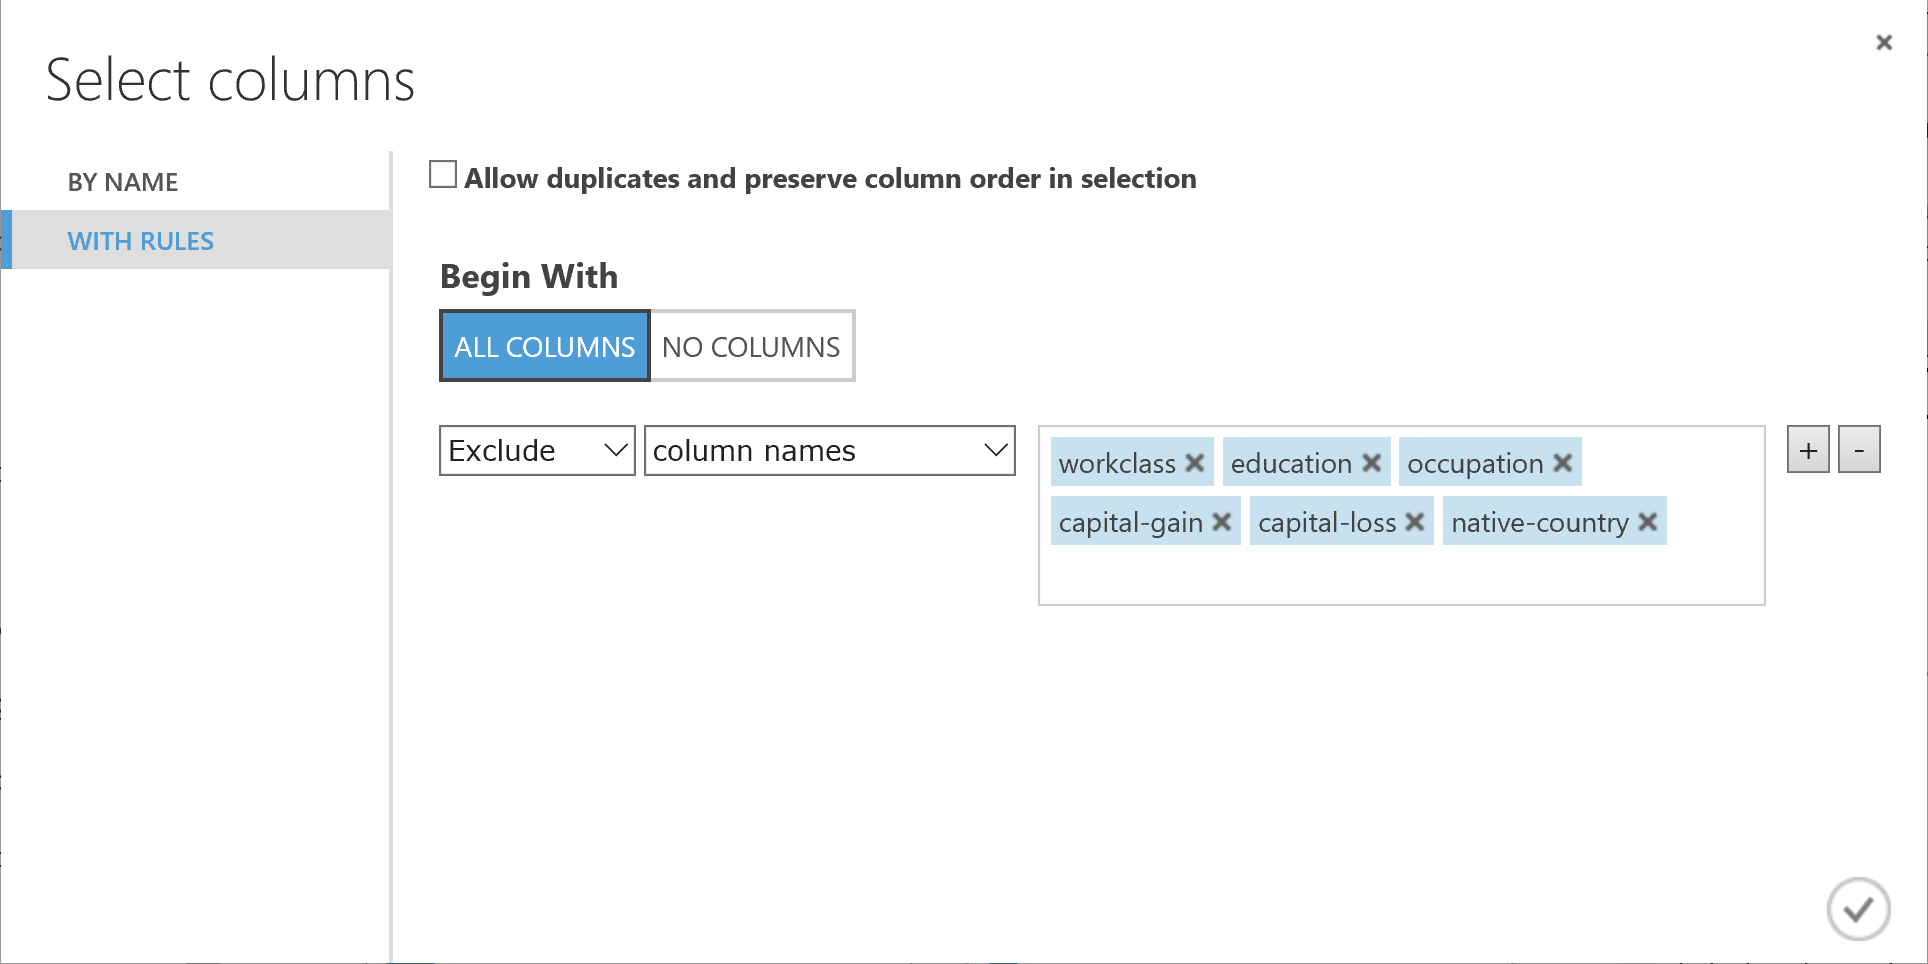 Select columns
BY NAME
WITH RULES
Allow duplicates and preserve column order in selection
Begin With
ALL COLUMNS NO COLUMNS
Exclude column names
workclass education occupation
capital-gain capital-loss native-country
+ -